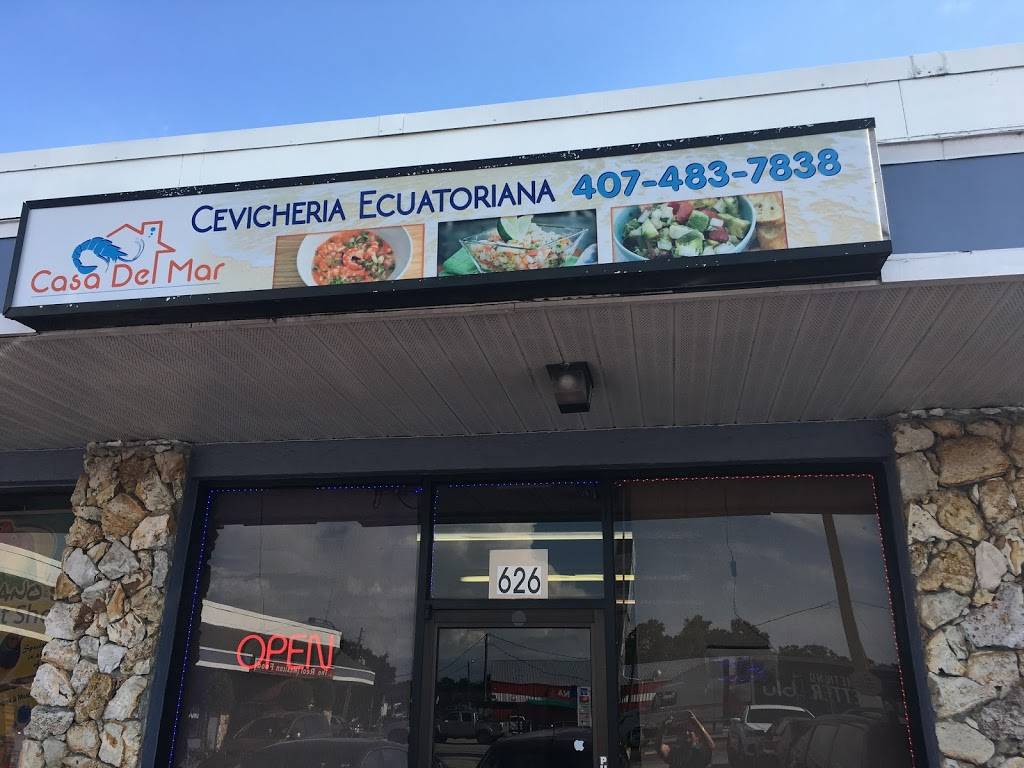 CEVICHERIA ECUATORIANA 407-483-7838
Casa Del Mar
626
OPEN